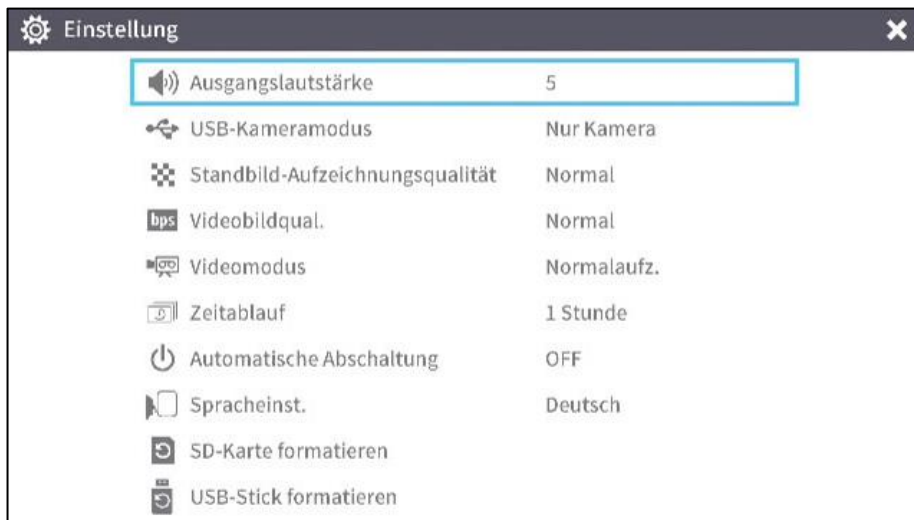 Einstellung
Ausgangslautstärke 5
USB-Kameramodus Nur Kamera
Standbild-Aufzeichnungsqualität Normal
bps Videobildqual. Normal
Videomodus Normalaufz.
Zeitablauf 1 Stunde
Automatische Abschaltung OFF
Spracheinst. Deutsch
SD-Karte formatieren
USB-Stick formatieren